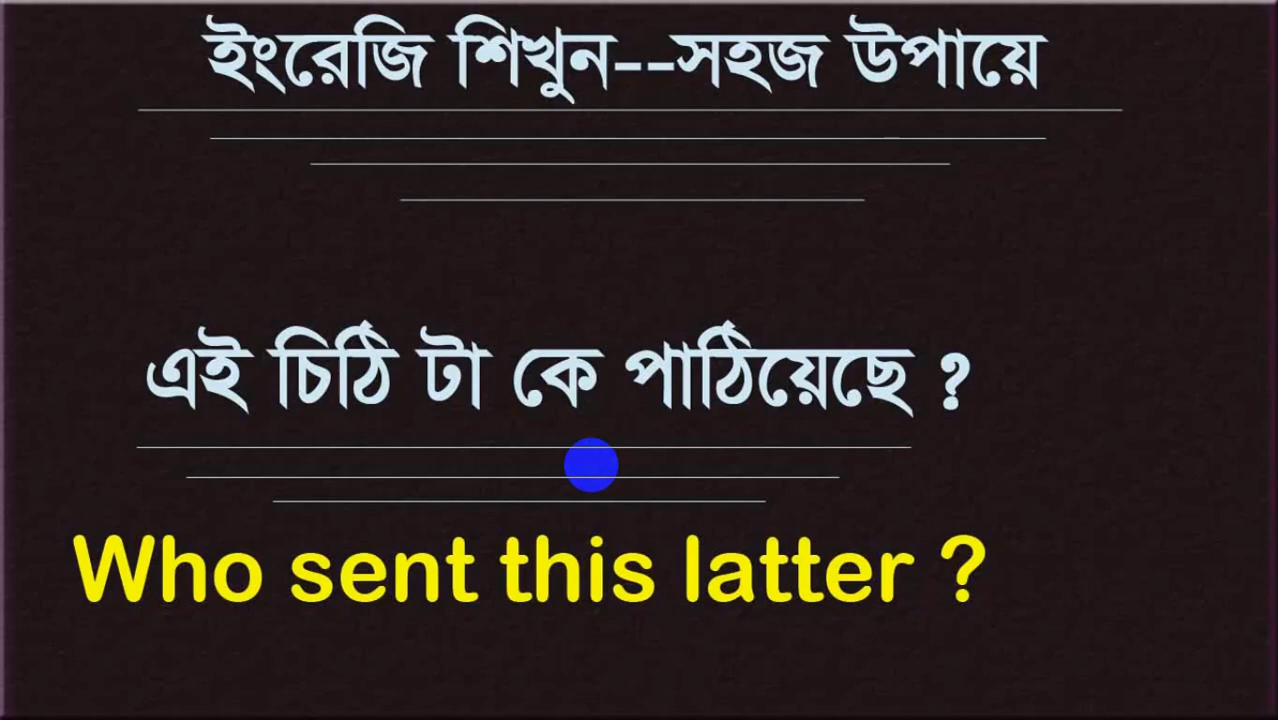 ইংরেজি শিখুন--সহজ উপায়ে
এই চিঠি টা কে পাঠিয়েছে ?
Who sent this latter ?